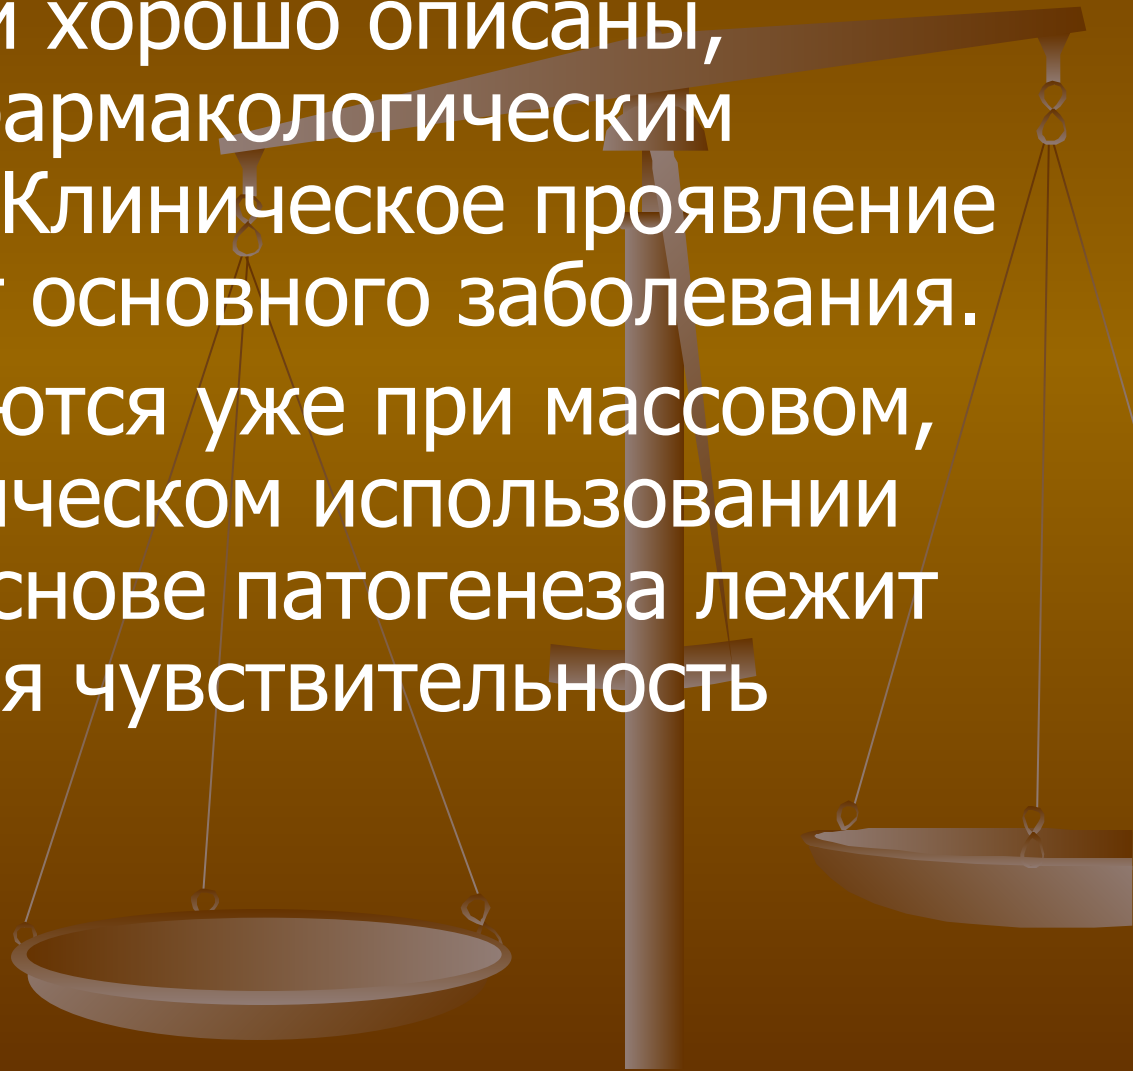 и хорошо описаны,
армакологическим
Клиническое проявление
т основного заболевания.
ются уже при массовом,
ическом использовании
снове патогенеза лежит
я чувствительность